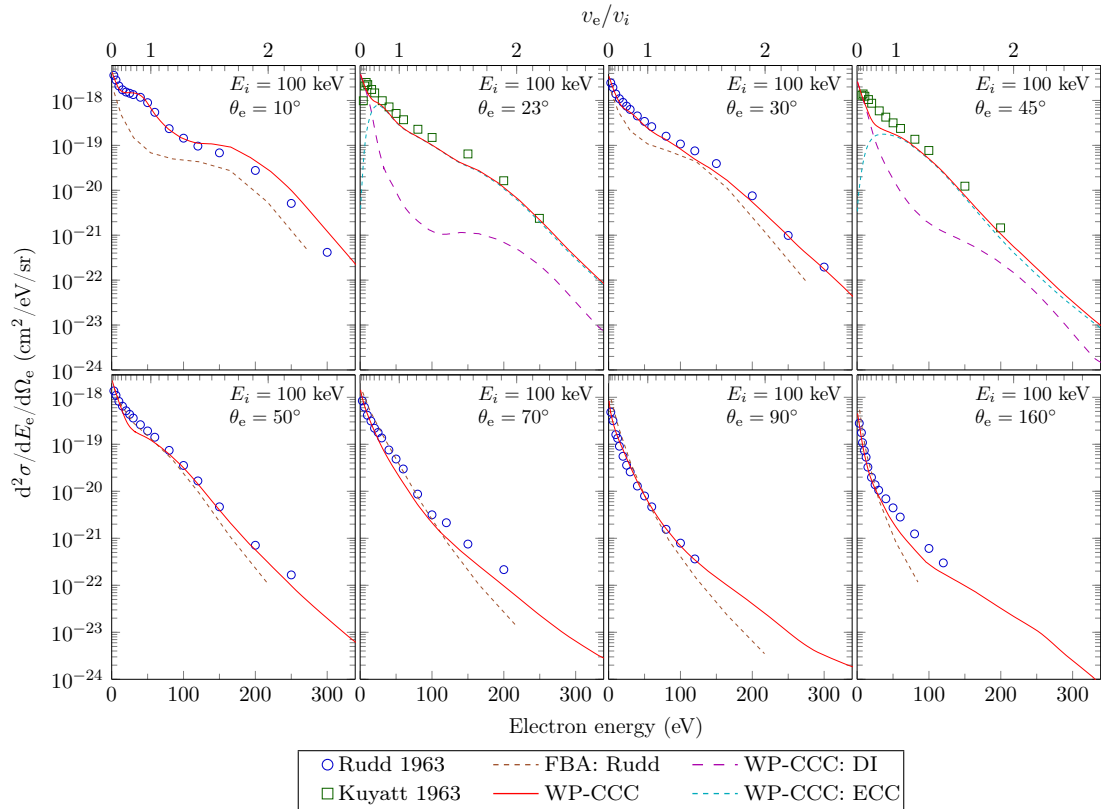 v_e/v_i
0 1 2 0 1 2 0 1 2 0 1 2
E_i = 100 keV
θ_e = 10°
E_i = 100 keV
θ_e = 23°
E_i = 100 keV
θ_e = 30°
E_i = 100 keV
θ_e = 45°
10^−18
10^−19
10^−20
10^−21
10^−22
10^−23
10^−24
d²σ/dE_e/dΩ_e (cm²/eV/sr)
E_i = 100 keV
θ_e = 50°
E_i = 100 keV
θ_e = 70°
E_i = 100 keV
θ_e = 90°
E_i = 100 keV
θ_e = 160°
10^−18
10^−19
10^−20
10^−21
10^−22
10^−23
10^−24
0 100 200 300 0 100 200 300 0 100 200 300 0 100 200 300
Electron energy (eV)
Rudd 1963 FBA: Rudd WP-CCC: DI
Kuyatt 1963 WP-CCC WP-CCC: ECC